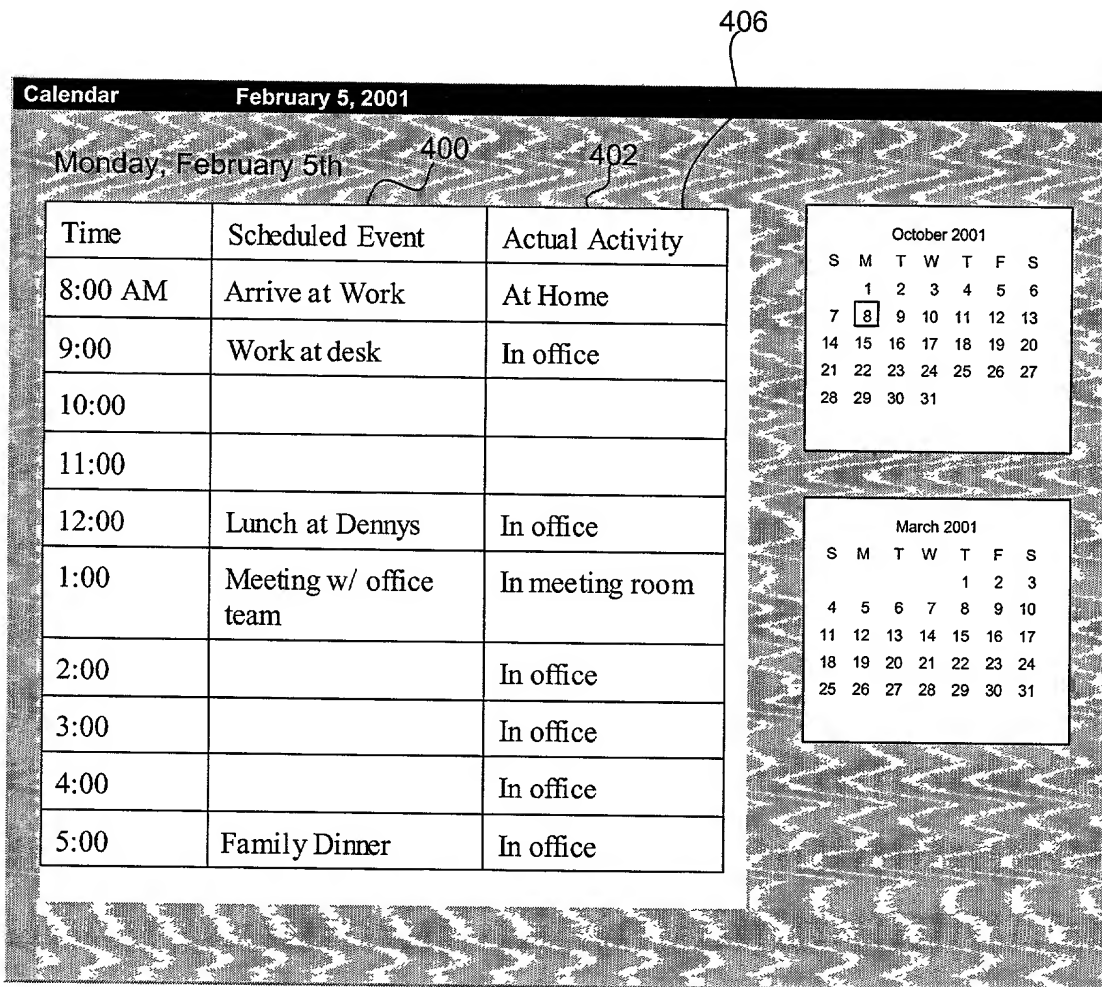 406
Calendar February 5, 2001
Monday, February 5th 400 402
Time Scheduled Event Actual Activity
8:00 AM Arrive at Work At Home
9:00 Work at desk In office
10:00
11:00
12:00 Lunch at Dennys In office
1:00 Meeting w/ office In meeting room
team
2:00 In office
3:00 In office
4:00 In office
5:00 Family Dinner In office
October 2001
S M T W T F S
1 2 3 4 5 6
7 8 9 10 11 12 13
14 15 16 17 18 19 20
21 22 23 24 25 26 27
28 29 30 31
March 2001
S M T W T F S
1 2 3
4 5 6 7 8 9 10
11 12 13 14 15 16 17
18 19 20 21 22 23 24
25 26 27 28 29 30 31